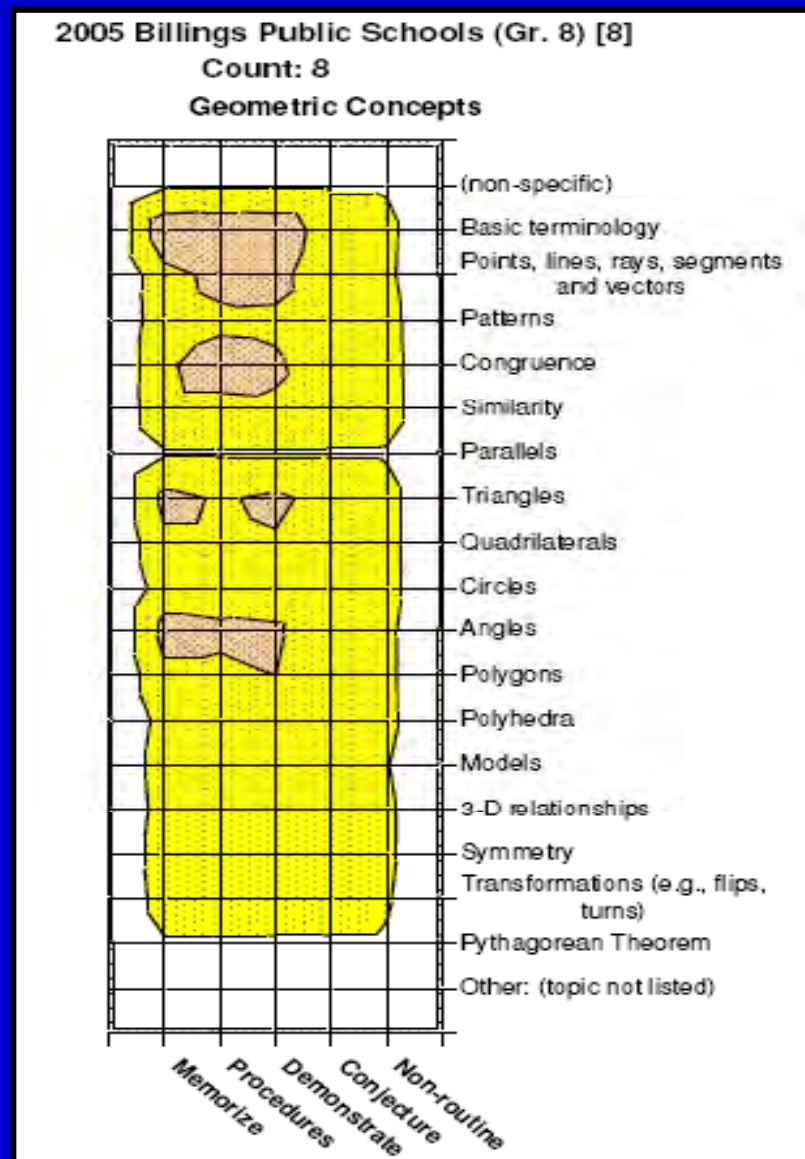 2005 Billings Public Schools (Gr. 8) [8]
Count: 8
Geometric Concepts
(non-specific)
Basic terminology
Points, lines, rays, segments
and vectors
Patterns
Congruence
Similarity
Parallels
Triangles
Quadrilaterals
Circles
Angles
Polygons
Polyhedra
Models
3-D relationships
Symmetry
Transformations (e.g., flips,
turns)
Pythagorean Theorem
Other: (topic not listed)
Memorize
Procedures
Demonstrate
Conjecture
Non-routine